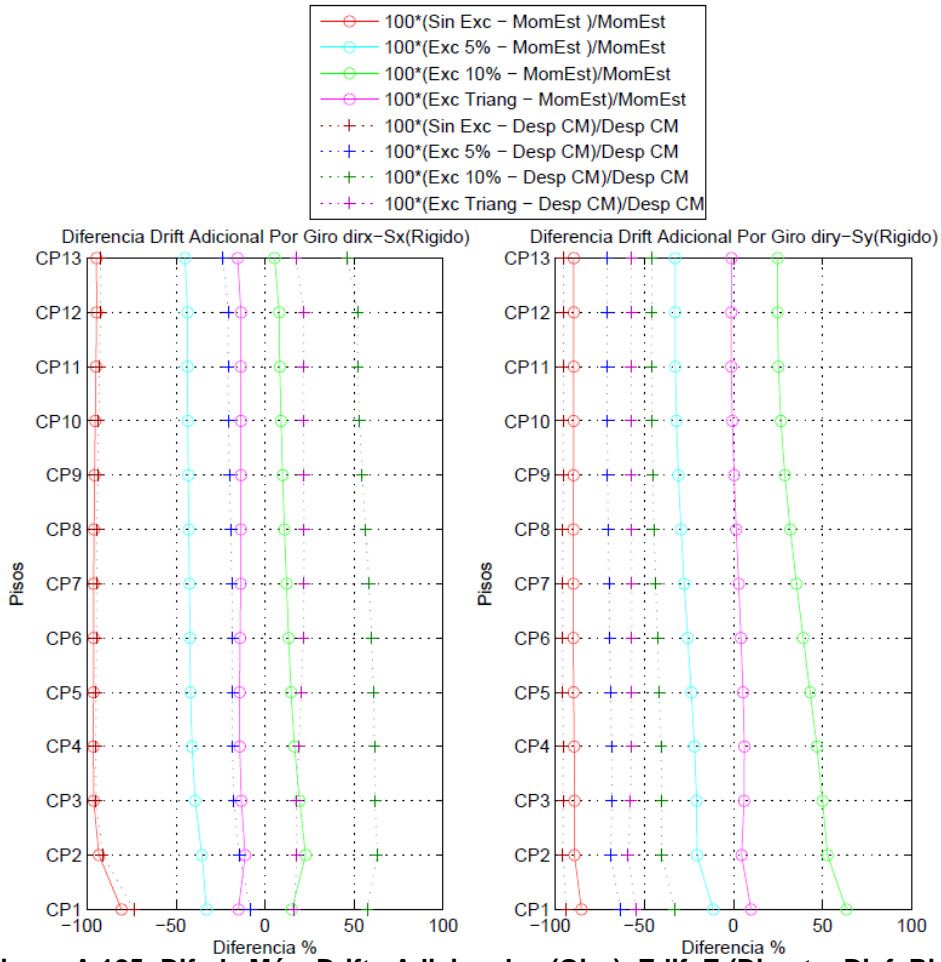 100*(Sin Exc − MomEst )/MomEst
100*(Exc 5% − MomEst )/MomEst
100*(Exc 10% − MomEst)/MomEst
100*(Exc Triang − MomEst)/MomEst
100*(Sin Exc − Desp CM)/Desp CM
100*(Exc 5% − Desp CM)/Desp CM
100*(Exc 10% − Desp CM)/Desp CM
100*(Exc Triang − Desp CM)/Desp CM
Diferencia Drift Adicional Por Giro dirx−Sx(Rigido)
CP13
CP12
CP11
CP10
CP9
CP8
CP7
CP6
CP5
CP4
CP3
CP2
CP1
Pisos
−100 −50 0 50 100
Diferencia %
Diferencia Drift Adicional Por Giro diry−Sy(Rigido)
CP13
CP12
CP11
CP10
CP9
CP8
CP7
CP6
CP5
CP4
CP3
CP2
CP1
Pisos
−100 −50 0 50 100
Diferencia %